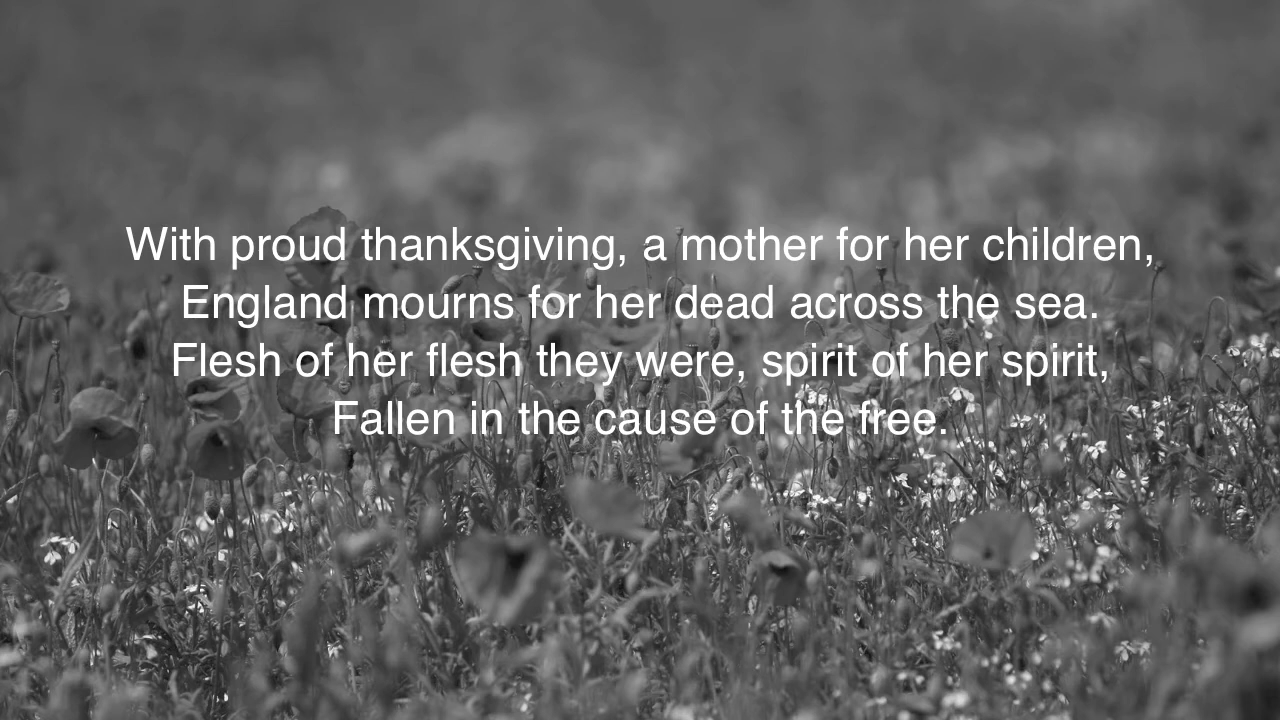 With proud thanksgiving, a mother for her children,
England mourns for her dead across the sea.
Flesh of her flesh they were, spirit of her spirit,
Fallen in the cause of the free.